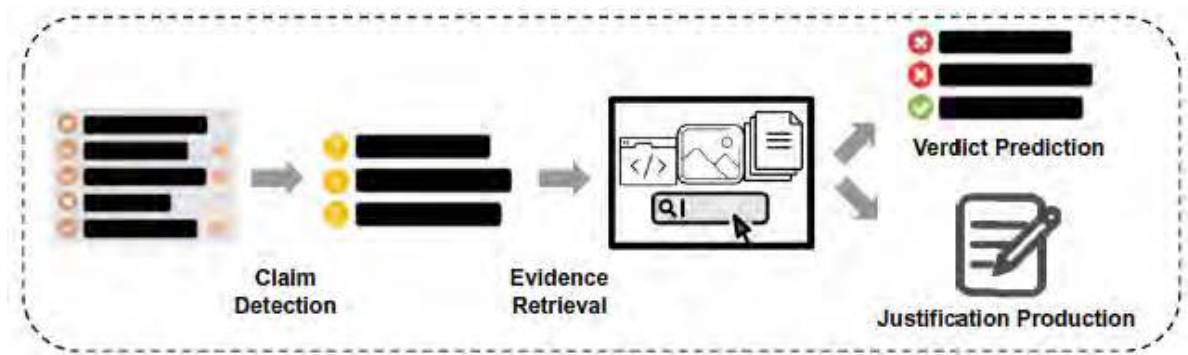 Claim
Detection
Evidence
Retrieval
</>
Verdict Prediction
Justification Production